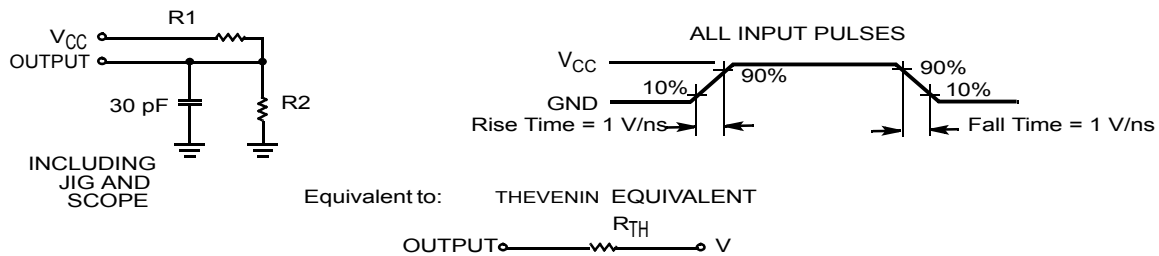 R1
VCC
OUTPUT
30 pF
R2
INCLUDING
JIG AND
SCOPE
ALL INPUT PULSES
VCC
GND
10%
90%
90%
10%
Rise Time = 1 V/ns
Fall Time = 1 V/ns
Equivalent to: THEVENIN EQUIVALENT
RTH
OUTPUT
V